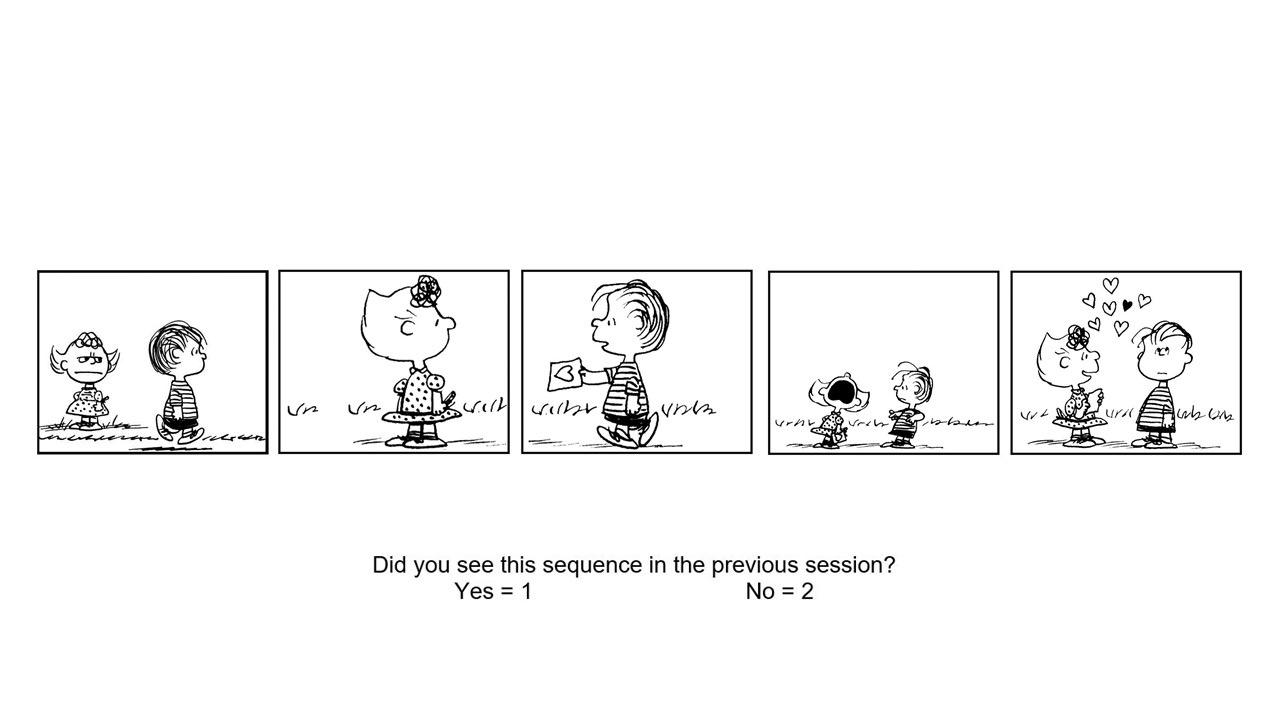 Did you see this sequence in the previous session?
Yes = 1 No = 2